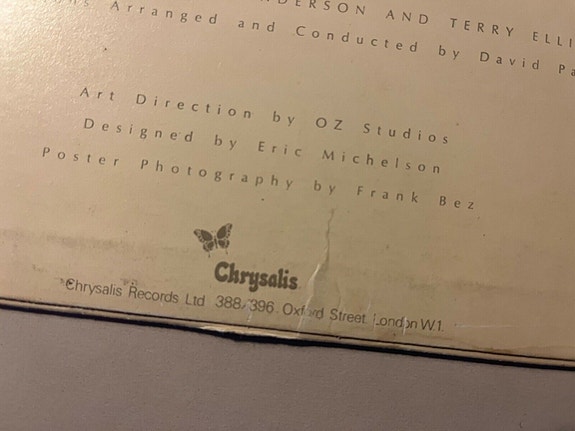 AND TERRY
Arranged and Conducted by David
Art Direction by OZ Studios
Designed by Eric Michelson
Poster Photography by Frank Bez
Chrysalis
Chrysalis Records Ltd 388/396 Oxford Street London W1.